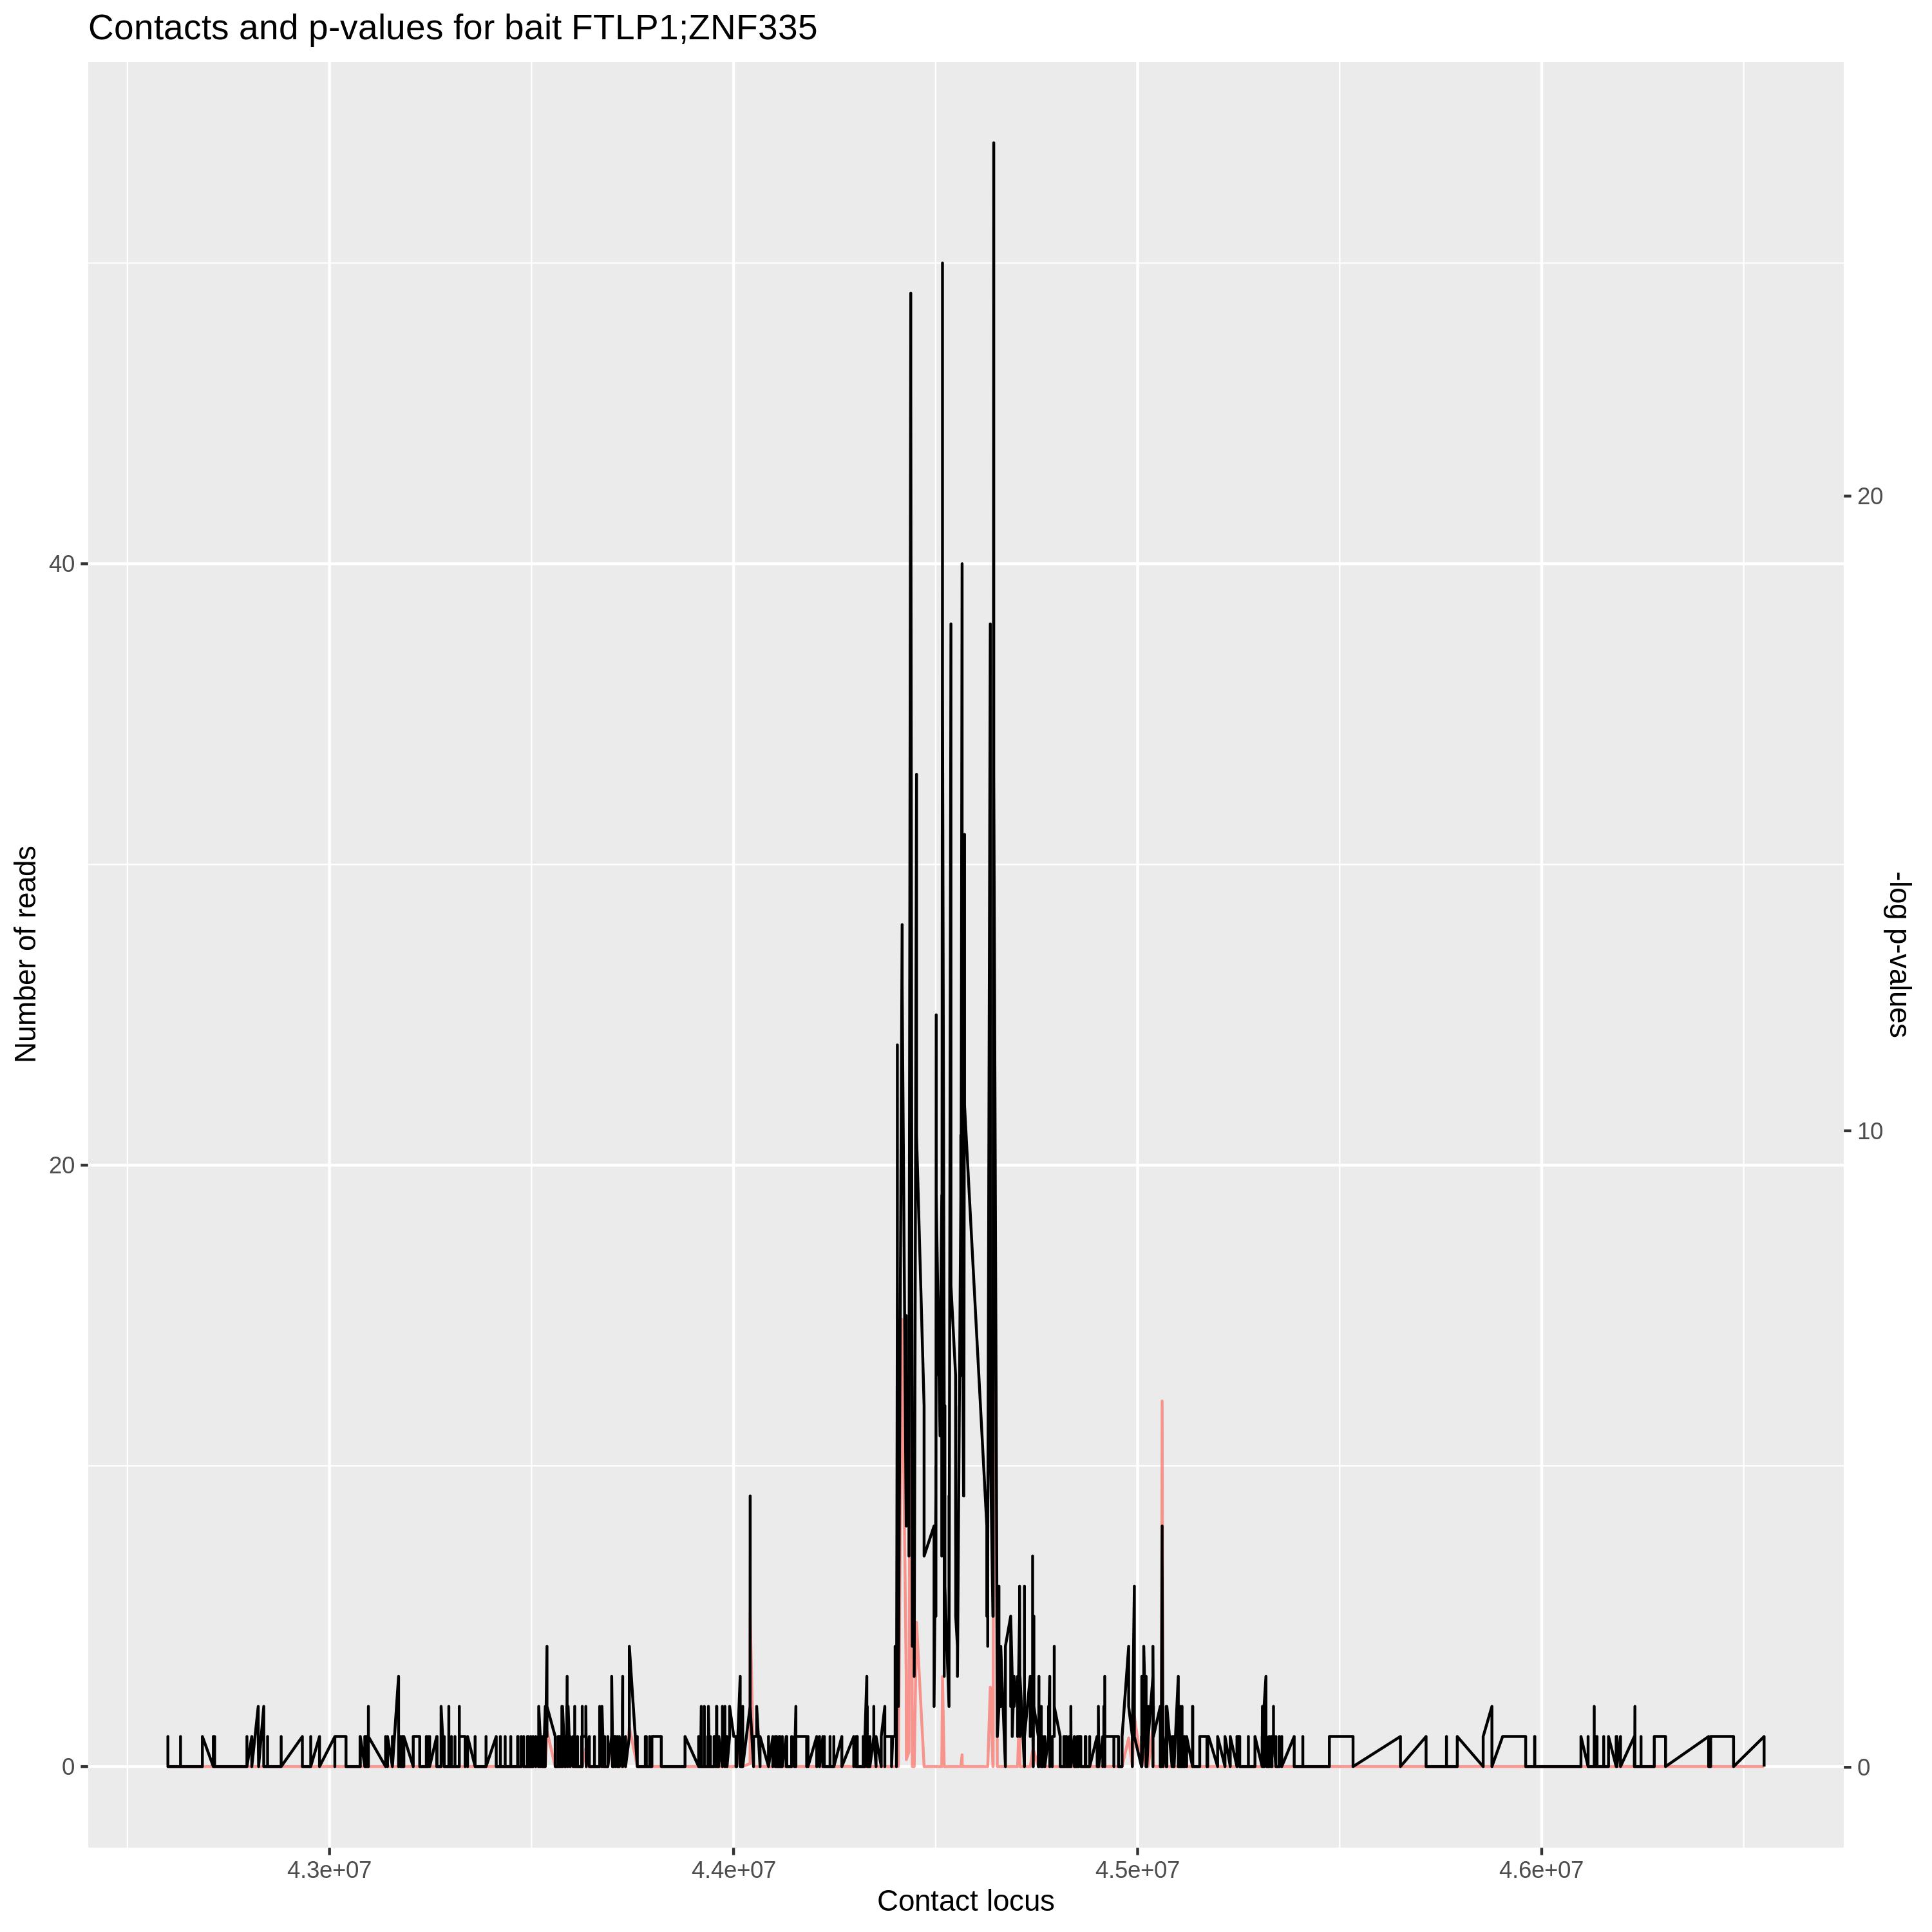 Contacts and p-values for bait FTLP1;ZNF335
Number of reads
40
20
0
20
10
0
-log p-values
4.3e+07
4.4e+07
4.5e+07
4.6e+07
Contact locus